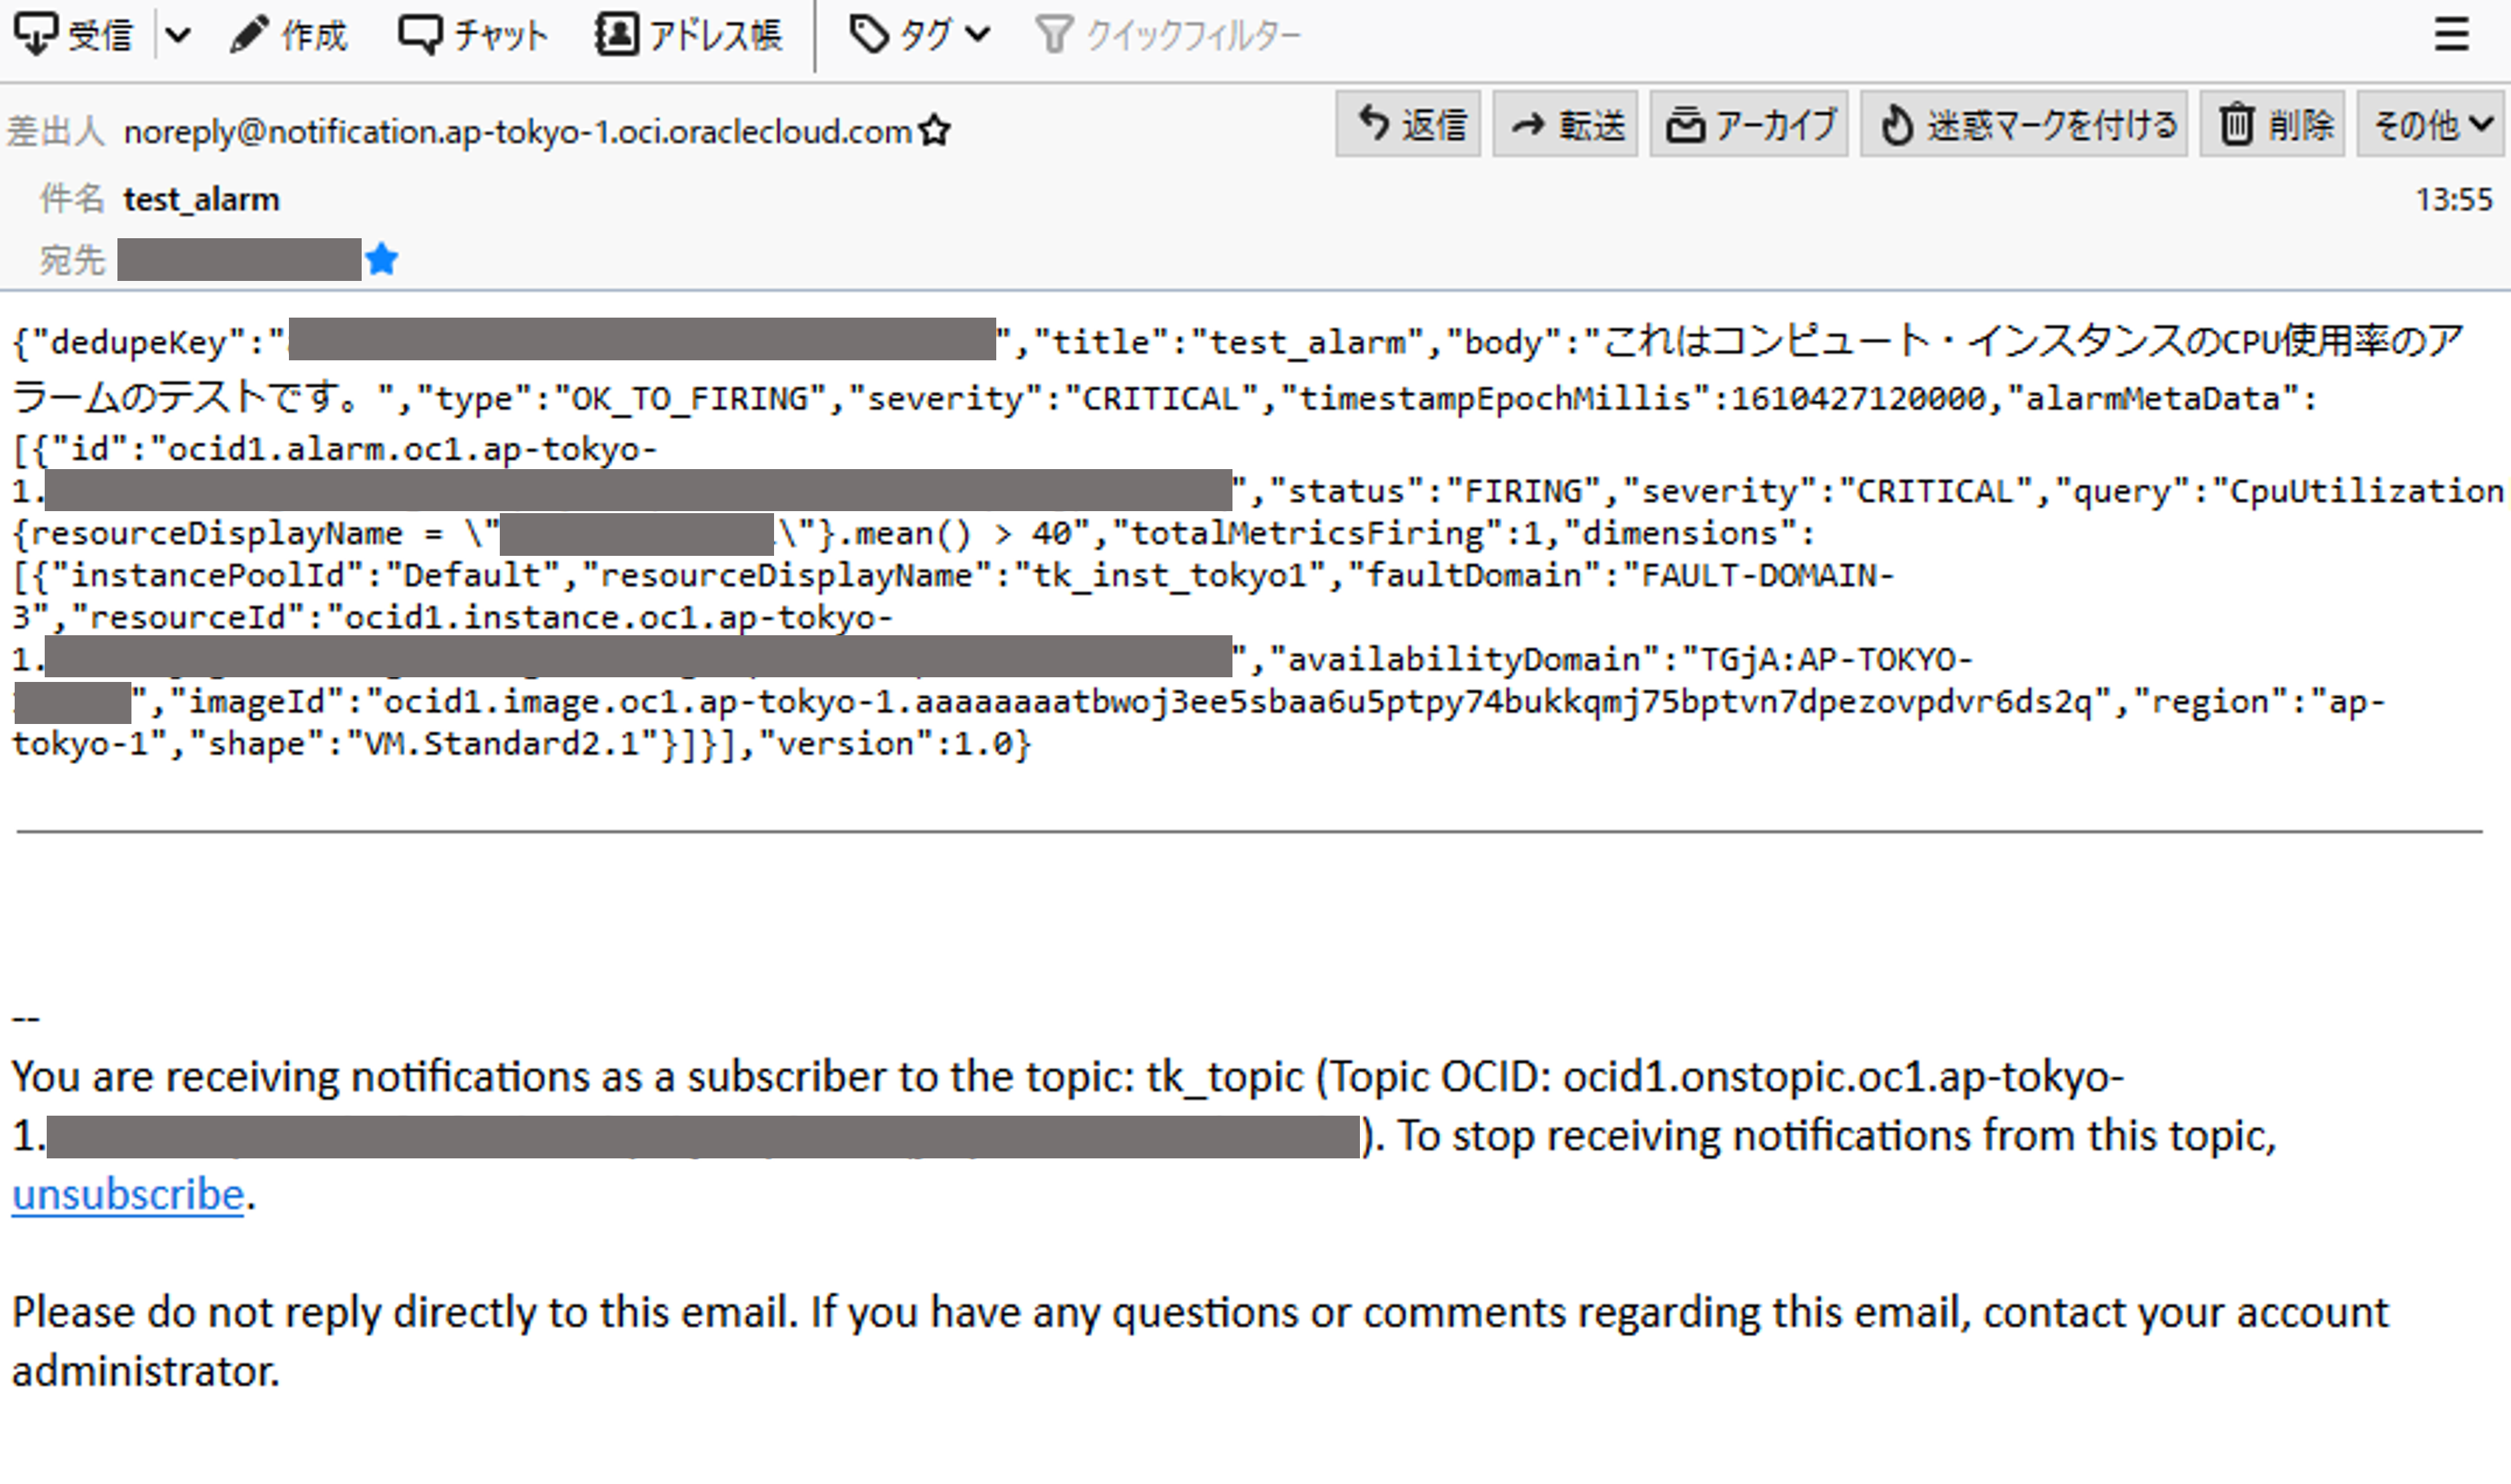 受信 作成 チャット アドレス帳 タグ クイックフィルター
差出人 noreply@notification.ap-tokyo-1.oci.oraclecloud.com 返信 転送 アーカイブ 迷惑マークを付ける 削除 その他
件名 test_alarm 13:55
宛先
{"dedupeKey":" ","title":"test_alarm","body":"これはコンピュート・インスタンスのCPU使用率のア
ラームのテストです。","type":"OK_TO_FIRING","severity":"CRITICAL","timestampEpochMillis":1610427120000,"alarmMetaData":
[{"id":"ocid1.alarm.oc1.ap-tokyo-
1. ","status":"FIRING","severity":"CRITICAL","query":"CpuUtilization
{resourceDisplayName = \" \"}.mean() > 40","totalMetricsFiring":1,"dimensions":
[{"instancePoolId":"Default","resourceDisplayName":"tk_inst_tokyo1","faultDomain":"FAULT-DOMAIN-
3","resourceId":"ocid1.instance.oc1.ap-tokyo-
1. ","availabilityDomain":"TGjA:AP-TOKYO-
","imageId":"ocid1.image.oc1.ap-tokyo-1.aaaaaaaatbwoj3ee5sbaa6u5ptpy74bukkqmj75bptvn7dpezovpdvr6ds2q","region":"ap-
tokyo-1","shape":"VM.Standard2.1"}]}],"version":1.0}
--
You are receiving notifications as a subscriber to the topic: tk_topic (Topic OCID: ocid1.onstopic.oc1.ap-tokyo-
1. ). To stop receiving notifications from this topic,
unsubscribe.
Please do not reply directly to this email. If you have any questions or comments regarding this email, contact your account
administrator.